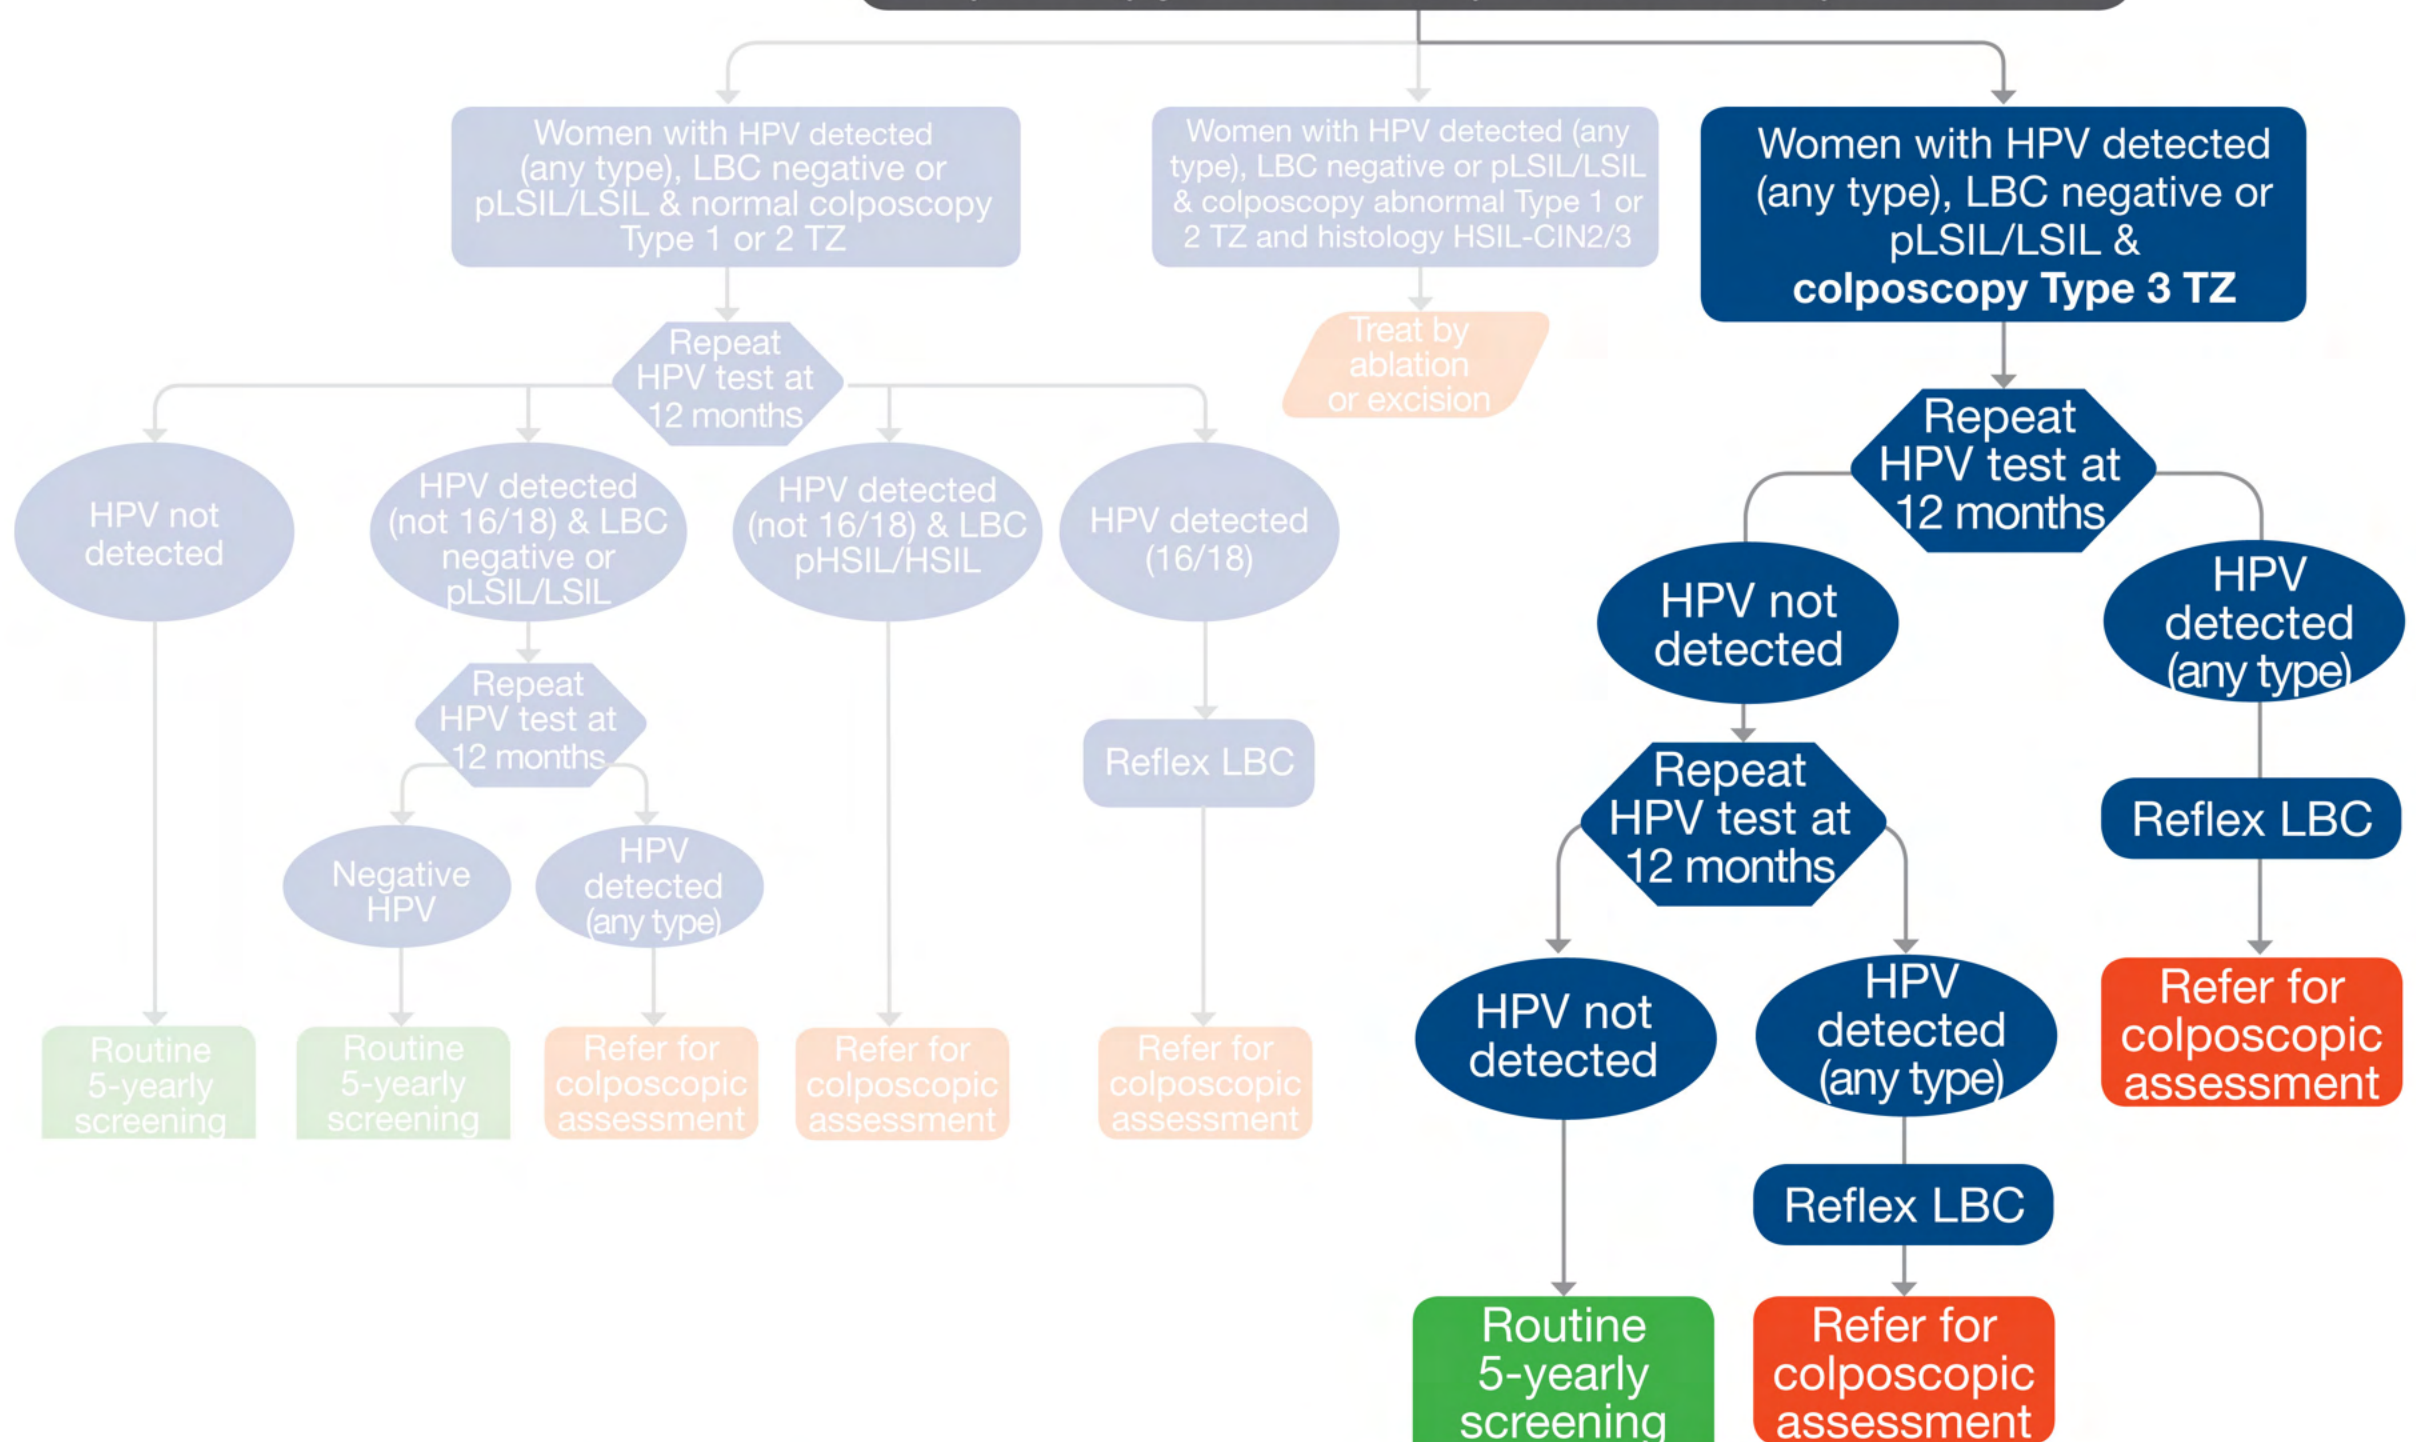 Women with HPV detected
(any type), LBC negative or
pLSIL/LSIL & normal colposcopy
Type 1 or 2 TZ
Women with HPV detected (any
type), LBC negative or pLSIL/LSIL
& colposcopy abnormal Type 1 or
2 TZ and histology HSIL-CIN2/3
Women with HPV detected
(any type), LBC negative or
pLSIL/LSIL &
colposcopy Type 3 TZ
Repeat
HPV test at
12 months
Treat by
ablation
or excision
Repeat
HPV test at
12 months
HPV not
detected
HPV detected
(not 16/18) & LBC
negative or
pLSIL/LSIL
HPV detected
(not 16/18) & LBC
pHSIL/HSIL
HPV detected
(16/18)
HPV not
detected
HPV
detected
(any type)
Repeat
HPV test at
12 months
Reflex LBC
Repeat
HPV test at
12 months
Reflex LBC
Negative
HPV
HPV
detected
(any type)
HPV not
detected
HPV
detected
(any type)
Refer for
colposcopic
assessment
Routine
5-yearly
screening
Routine
5-yearly
screening
Refer for
colposcopic
assessment
Refer for
colposcopic
assessment
Refer for
colposcopic
assessment
Reflex LBC
Routine
5-yearly
screening
Refer for
colposcopic
assessment